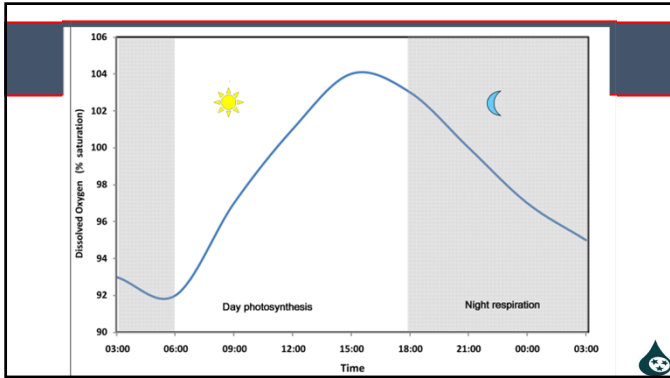 106
104
102
100
98
96
94
92
90
Dissolved Oxygen (% saturation)
Day photosynthesis
Night respiration
03:00 06:00 09:00 12:00 15:00 18:00 21:00 00:00 03:00
Time